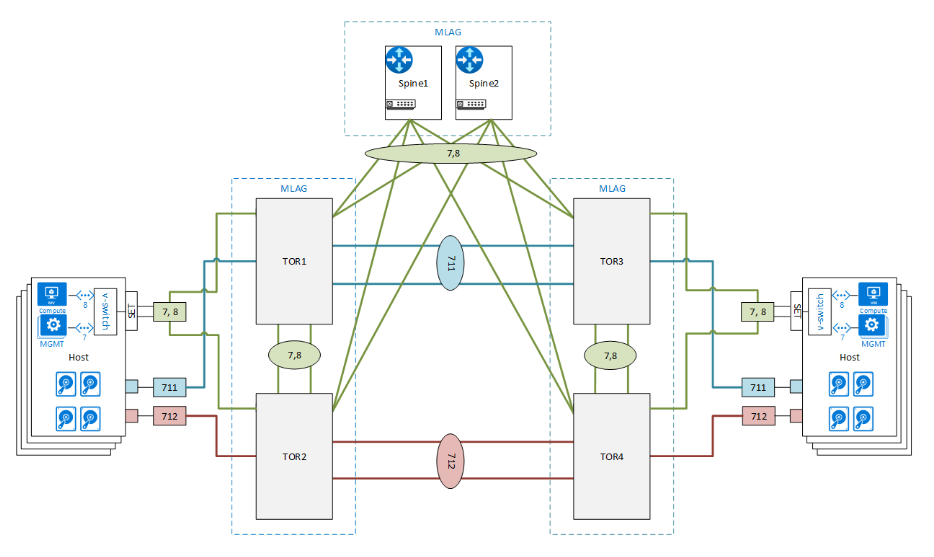 MLAG
Spine1
Spine2
7,8
MLAG
MLAG
TOR1
711
TOR3
VM
Compute
MGMT
8
7
v-switch
SET
7, 8
Host
711
712
7,8
7,8
SET
v-switch
7, 8
8
7
VM
Compute
MGMT
Host
711
712
TOR2
712
TOR4